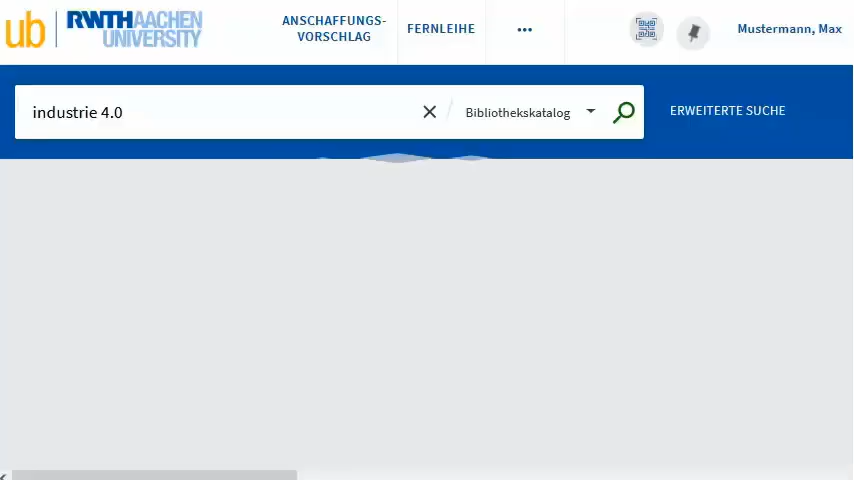 ub
RWTHAACHEN
UNIVERSITY
ANSCHAFFUNGS-
VORSCHLAG
FERNLEIHE
•••
Mustermann, Max
industrie 4.0
Bibliothekskatalog
ERWEITERTE SUCHE